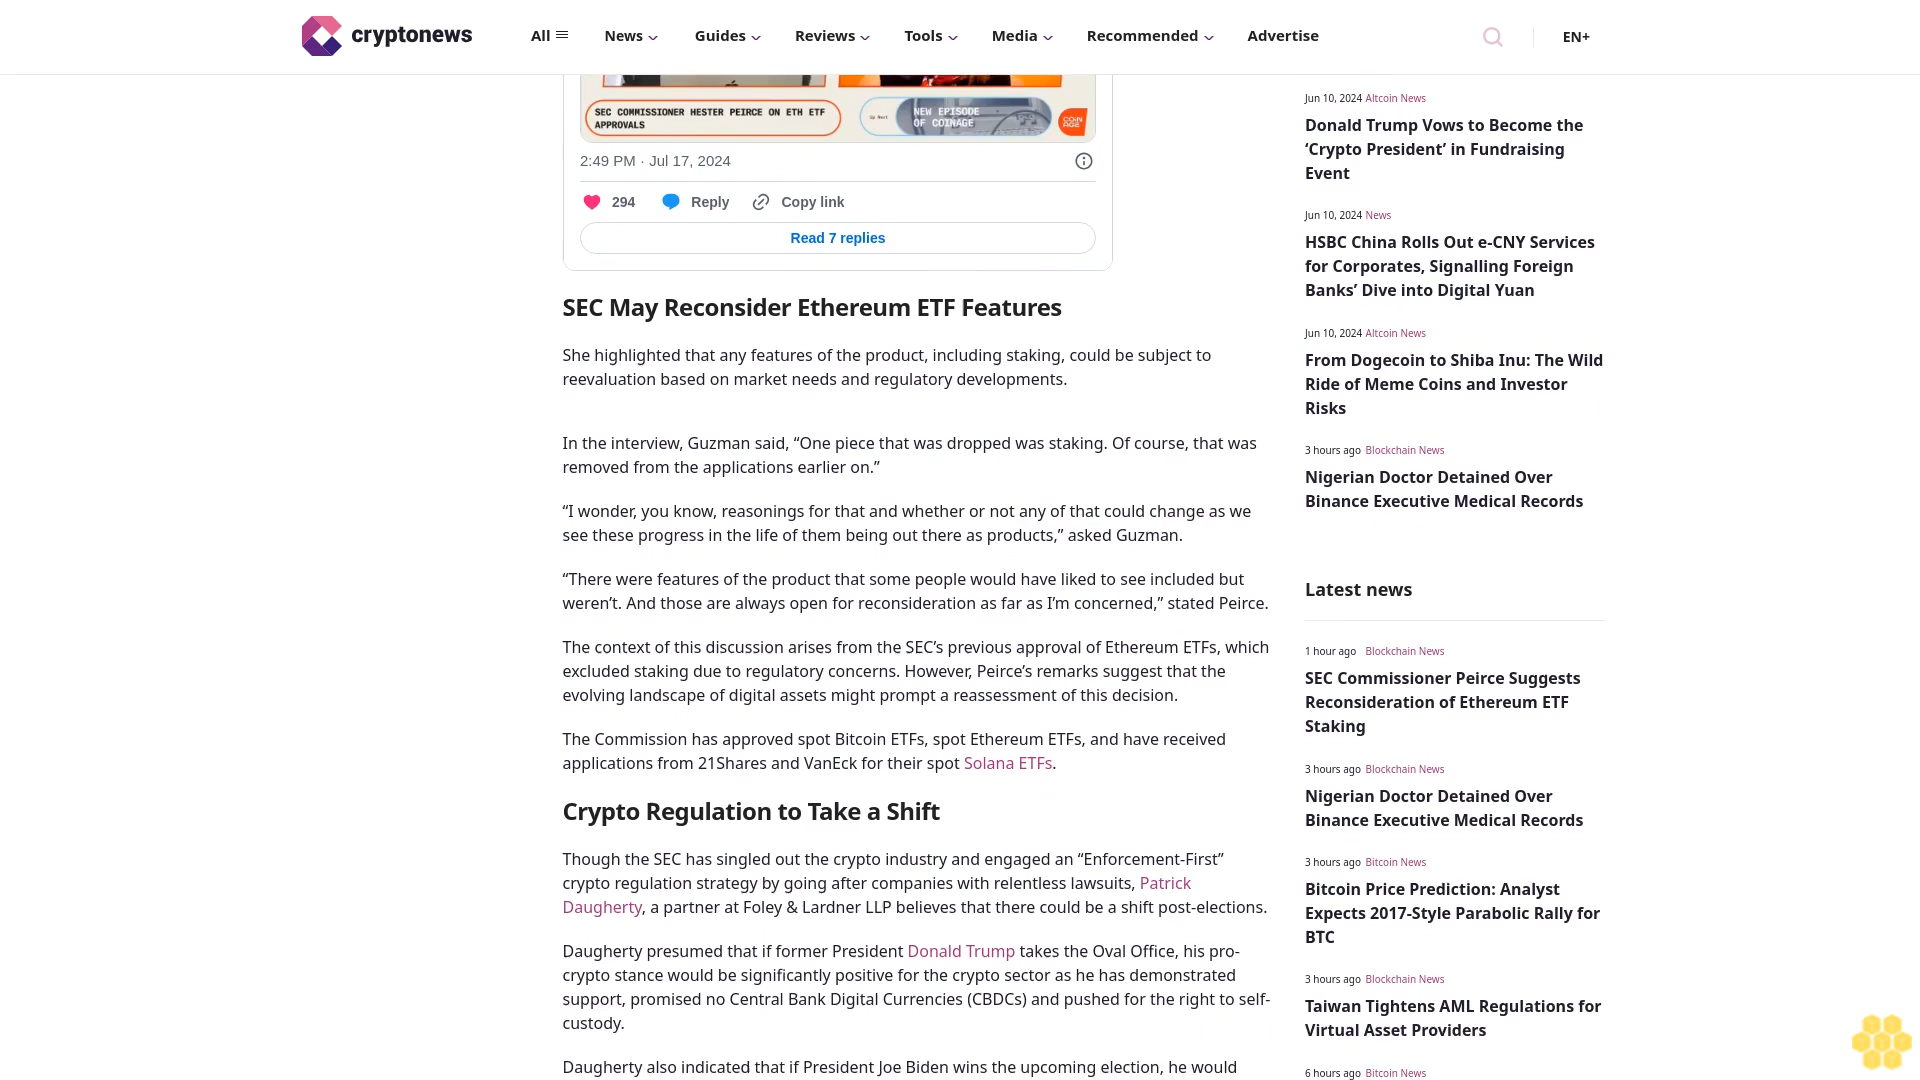 cryptonews
All
News
Guides
Reviews
Tools
Media
Recommended
Advertise
EN+
SEC COMMISSIONER HESTER PEIRCE ON ETH ETF
APPROVALS
Up Next
NEW EPISODE
OF COINAGE
COIN
AGE
2:49 PM · Jul 17, 2024
294
Reply
Copy link
Read 7 replies
SEC May Reconsider Ethereum ETF Features
She highlighted that any features of the product, including staking, could be subject to
reevaluation based on market needs and regulatory developments.
In the interview, Guzman said, “One piece that was dropped was staking. Of course, that was
removed from the applications earlier on.”
“I wonder, you know, reasonings for that and whether or not any of that could change as we
see these progress in the life of them being out there as products,” asked Guzman.
“There were features of the product that some people would have liked to see included but
weren’t. And those are always open for reconsideration as far as I’m concerned,” stated Peirce.
The context of this discussion arises from the SEC’s previous approval of Ethereum ETFs, which
excluded staking due to regulatory concerns. However, Peirce’s remarks suggest that the
evolving landscape of digital assets might prompt a reassessment of this decision.
The Commission has approved spot Bitcoin ETFs, spot Ethereum ETFs, and have received
applications from 21Shares and VanEck for their spot Solana ETFs.
Crypto Regulation to Take a Shift
Though the SEC has singled out the crypto industry and engaged an “Enforcement-First”
crypto regulation strategy by going after companies with relentless lawsuits, Patrick
Daugherty, a partner at Foley & Lardner LLP believes that there could be a shift post-elections.
Daugherty presumed that if former President Donald Trump takes the Oval Office, his pro-
crypto stance would be significantly positive for the crypto sector as he has demonstrated
support, promised no Central Bank Digital Currencies (CBDCs) and pushed for the right to self-
custody.
Daugherty also indicated that if President Joe Biden wins the upcoming election, he would
Jun 10, 2024 Altcoin News
Donald Trump Vows to Become the
‘Crypto President’ in Fundraising
Event
Jun 10, 2024 News
HSBC China Rolls Out e-CNY Services
for Corporates, Signalling Foreign
Banks’ Dive into Digital Yuan
Jun 10, 2024 Altcoin News
From Dogecoin to Shiba Inu: The Wild
Ride of Meme Coins and Investor
Risks
3 hours ago Blockchain News
Nigerian Doctor Detained Over
Binance Executive Medical Records
Latest news
1 hour ago Blockchain News
SEC Commissioner Peirce Suggests
Reconsideration of Ethereum ETF
Staking
3 hours ago Blockchain News
Nigerian Doctor Detained Over
Binance Executive Medical Records
3 hours ago Bitcoin News
Bitcoin Price Prediction: Analyst
Expects 2017-Style Parabolic Rally for
BTC
3 hours ago Blockchain News
Taiwan Tightens AML Regulations for
Virtual Asset Providers
6 hours ago Bitcoin News